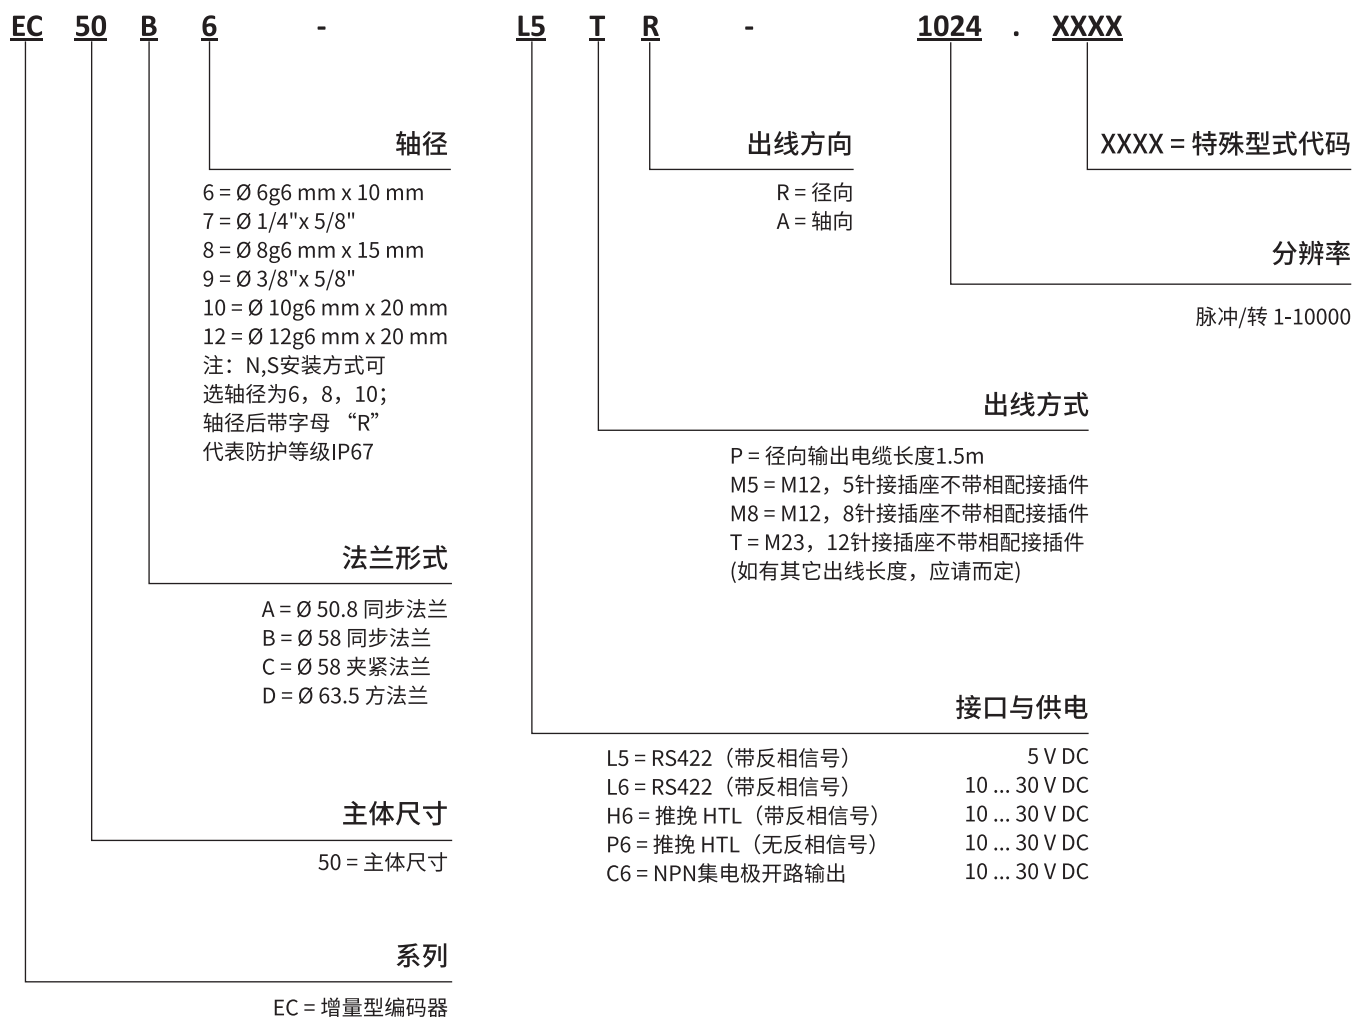 EC 50 B 6 - L5 T R - 1024 . XXXX
轴径
6 = Ø 6g6 mm x 10 mm
7 = Ø 1/4"x 5/8"
8 = Ø 8g6 mm x 15 mm
9 = Ø 3/8"x 5/8"
10 = Ø 10g6 mm x 20 mm
12 = Ø 12g6 mm x 20 mm
注：N,S安装方式可
选轴径为6，8，10；
轴径后带字母 “R”
代表防护等级IP67
法兰形式
A = Ø 50.8 同步法兰
B = Ø 58 同步法兰
C = Ø 58 夹紧法兰
D = Ø 63.5 方法兰
主体尺寸
50 = 主体尺寸
系列
EC = 增量型编码器
出线方向
R = 径向
A = 轴向
XXXX = 特殊型式代码
分辨率
脉冲/转 1-10000
出线方式
P = 径向输出电缆长度1.5m
M5 = M12，5针接插座不带相配接插件
M8 = M12，8针接插座不带相配接插件
T = M23，12针接插座不带相配接插件
(如有其它出线长度，应请而定)
接口与供电
L5 = RS422（带反相信号） 5 V DC
L6 = RS422（带反相信号） 10 ... 30 V DC
H6 = 推挽 HTL（带反相信号） 10 ... 30 V DC
P6 = 推挽 HTL（无反相信号） 10 ... 30 V DC
C6 = NPN集电极开路输出 10 ... 30 V DC